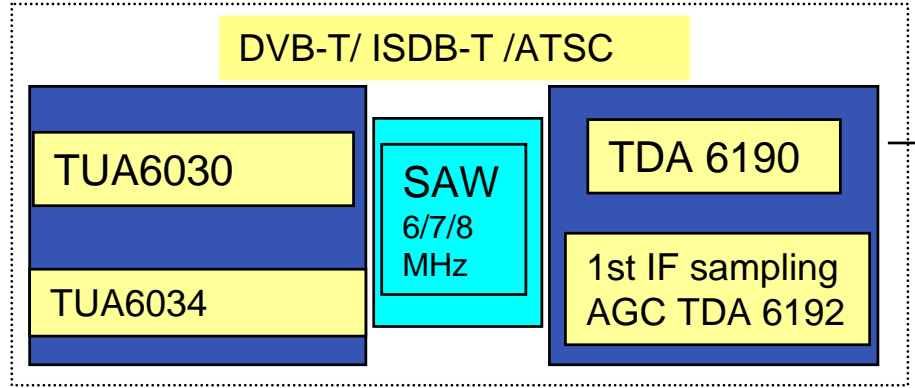 DVB-T/ ISDB-T /ATSC
TUA6030
TUA6034
SAW
6/7/8
MHz
TDA 6190
1st IF sampling
AGC TDA 6192